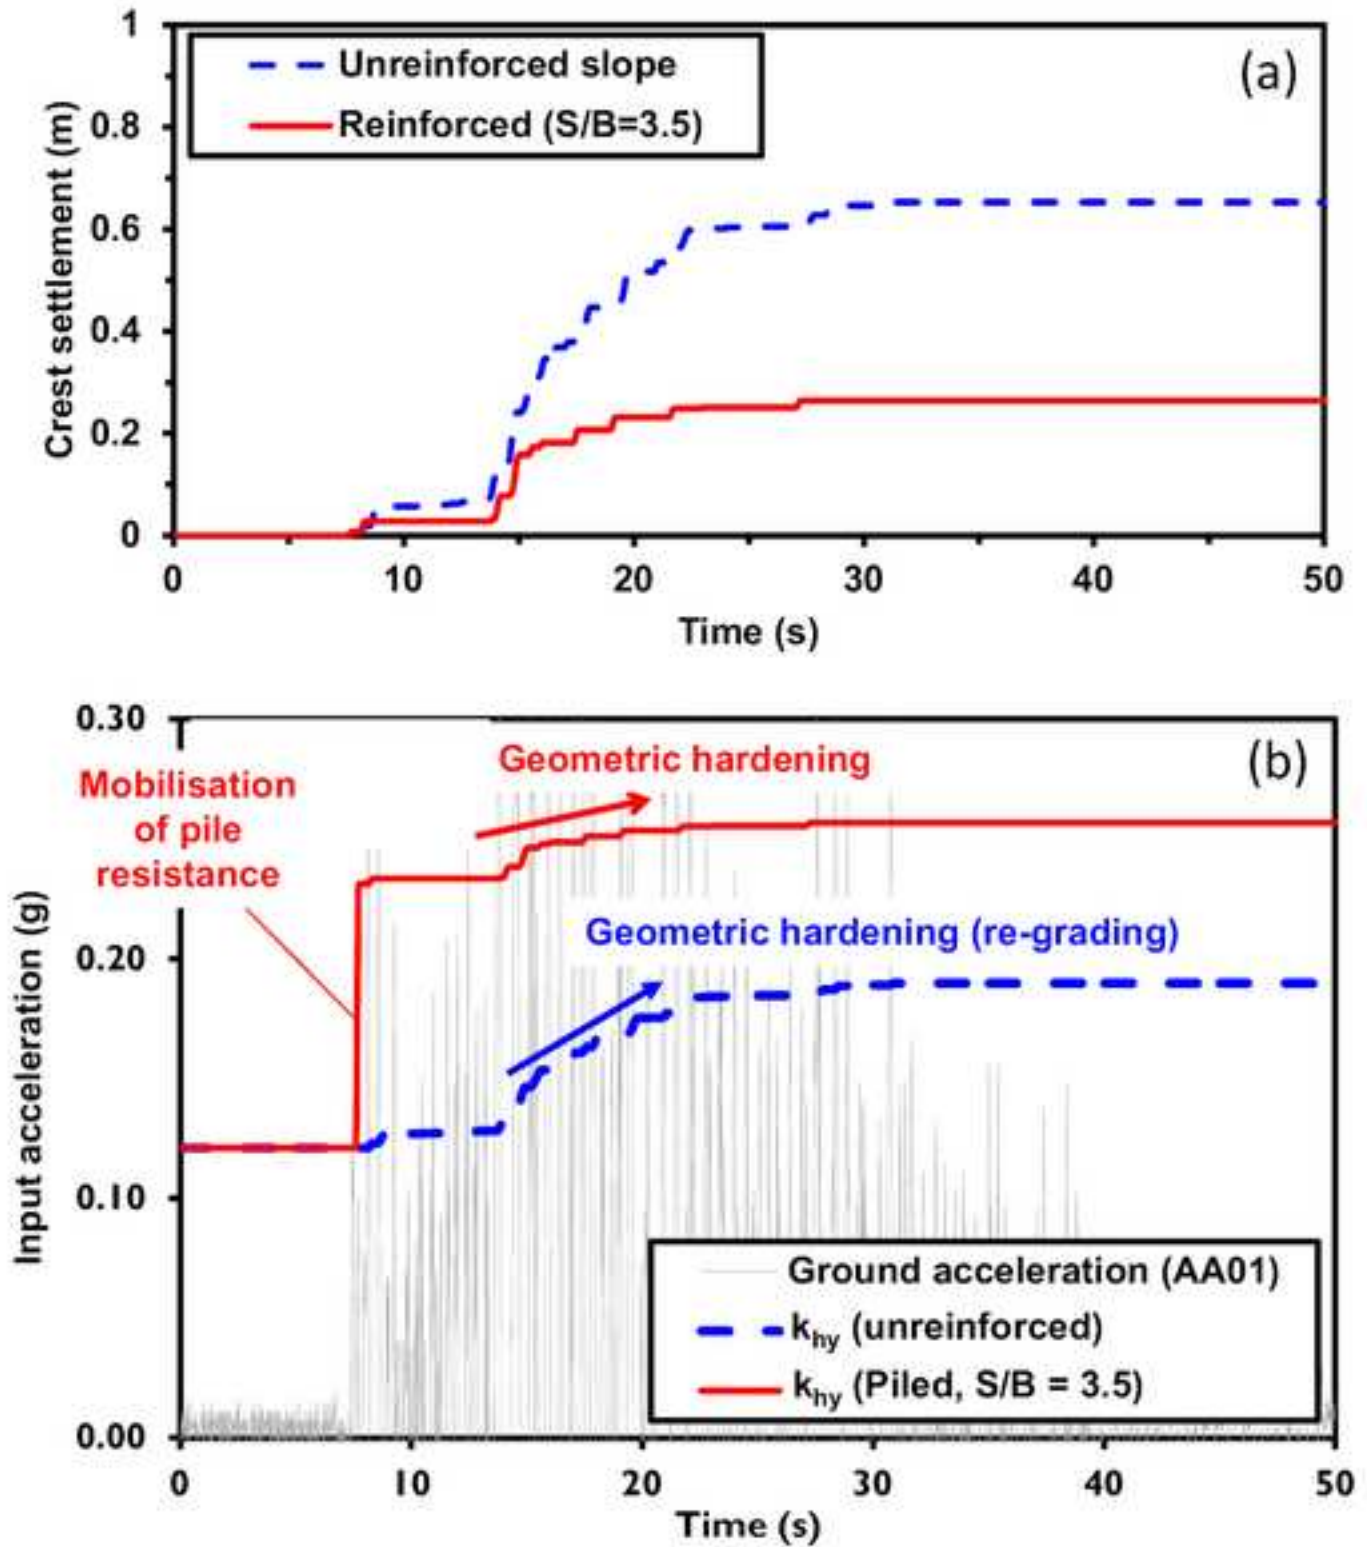 1
(a)
Unreinforced slope
Reinforced (S/B=3.5)
0.8
0.6
0.4
0.2
0
Crest settlement (m)
0 10 20 30 40 50
Time (s)
0.30
(b)
Geometric hardening
Mobilisation
of pile
resistance
Geometric hardening (re-grading)
0.20
0.10
0.00
Input acceleration (g)
Ground acceleration (AA01)
khy (unreinforced)
khy (Piled, S/B = 3.5)
0 10 20 30 40 50
Time (s)